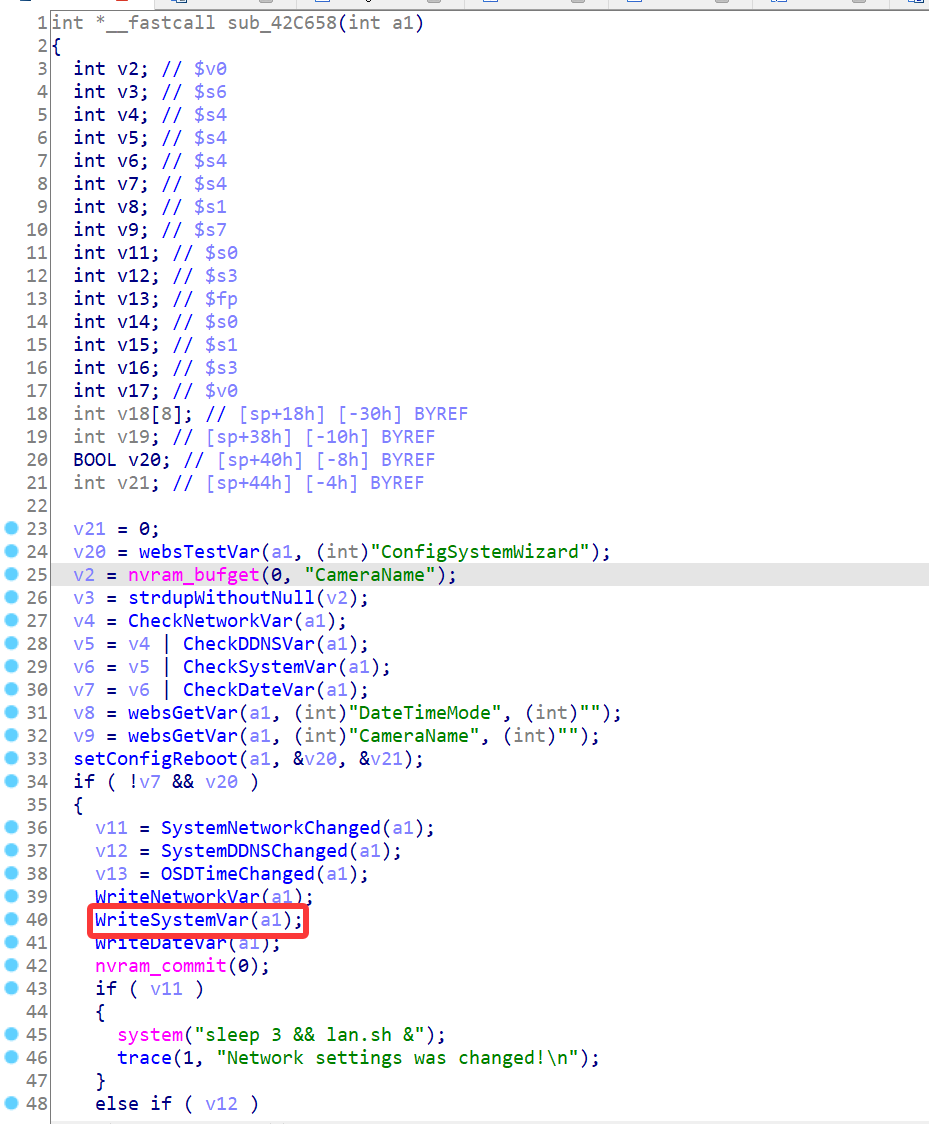 1 int *__fastcall sub_42C658(int a1)
2 {
3 int v2; // $v0
4 int v3; // $s6
5 int v4; // $s4
6 int v5; // $s4
7 int v6; // $s4
8 int v7; // $s4
9 int v8; // $s1
10 int v9; // $s7
11 int v11; // $s0
12 int v12; // $s3
13 int v13; // $fp
14 int v14; // $s0
15 int v15; // $s1
16 int v16; // $s3
17 int v17; // $v0
18 int v18[8]; // [sp+18h] [-30h] BYREF
19 int v19; // [sp+38h] [-10h] BYREF
20 BOOL v20; // [sp+40h] [-8h] BYREF
21 int v21; // [sp+44h] [-4h] BYREF
22
23 v21 = 0;
24 v20 = websTestVar(a1, (int)"ConfigSystemWizard");
25 v2 = nvram_bufget(0, "CameraName");
26 v3 = strdupWithoutNull(v2);
27 v4 = CheckNetworkVar(a1);
28 v5 = v4 | CheckDDNSVar(a1);
29 v6 = v5 | CheckSystemVar(a1);
30 v7 = v6 | CheckDateVar(a1);
31 v8 = websGetVar(a1, (int)"DateTimeMode", (int)"");
32 v9 = websGetVar(a1, (int)"CameraName", (int)"");
33 setConfigReboot(a1, &v20, &v21);
34 if ( !v7 && v20 )
35 {
36 v11 = SystemNetworkChanged(a1);
37 v12 = SystemDDNSChanged(a1);
38 v13 = OSDTimeChanged(a1);
39 WriteNetworkVar(a1);
40 WriteSystemVar(a1);
41 WriteDateVar(a1);
42 nvram_commit(0);
43 if ( v11 )
44 {
45 system("sleep 3 && lan.sh &");
46 trace(1, "Network settings was changed!\n");
47 }
48 else if ( v12 )